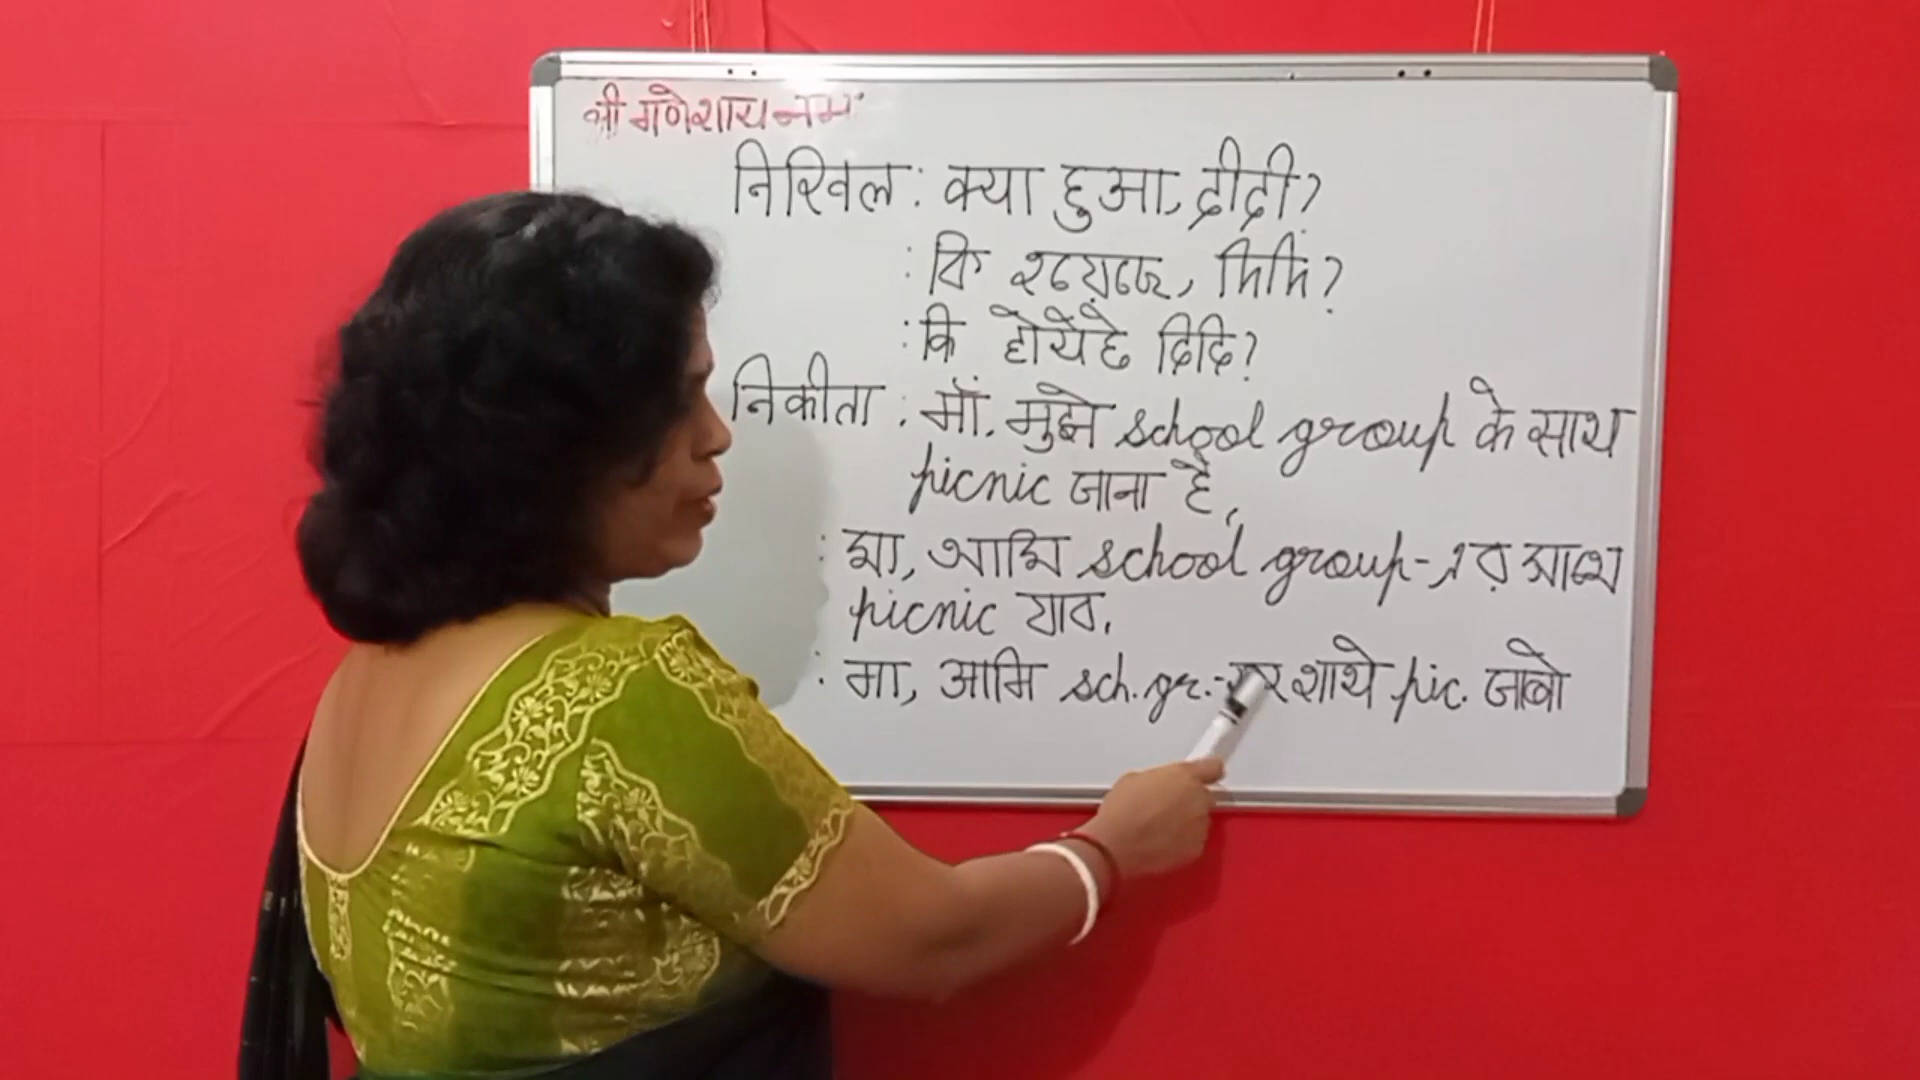 श्री गणेशाय नमः
निखिल: क्या हुआ, दीदी?
: কি হয়েছে, দিদি?
: कि होयेछे दिदि?
निकीता: माँ, मुझे school group के साथ
picnic जाना है,
: মা, আমি school group-এর সাথে
picnic যাব.
: मा, आमि sch. gr.- शाथे pic. जाबो